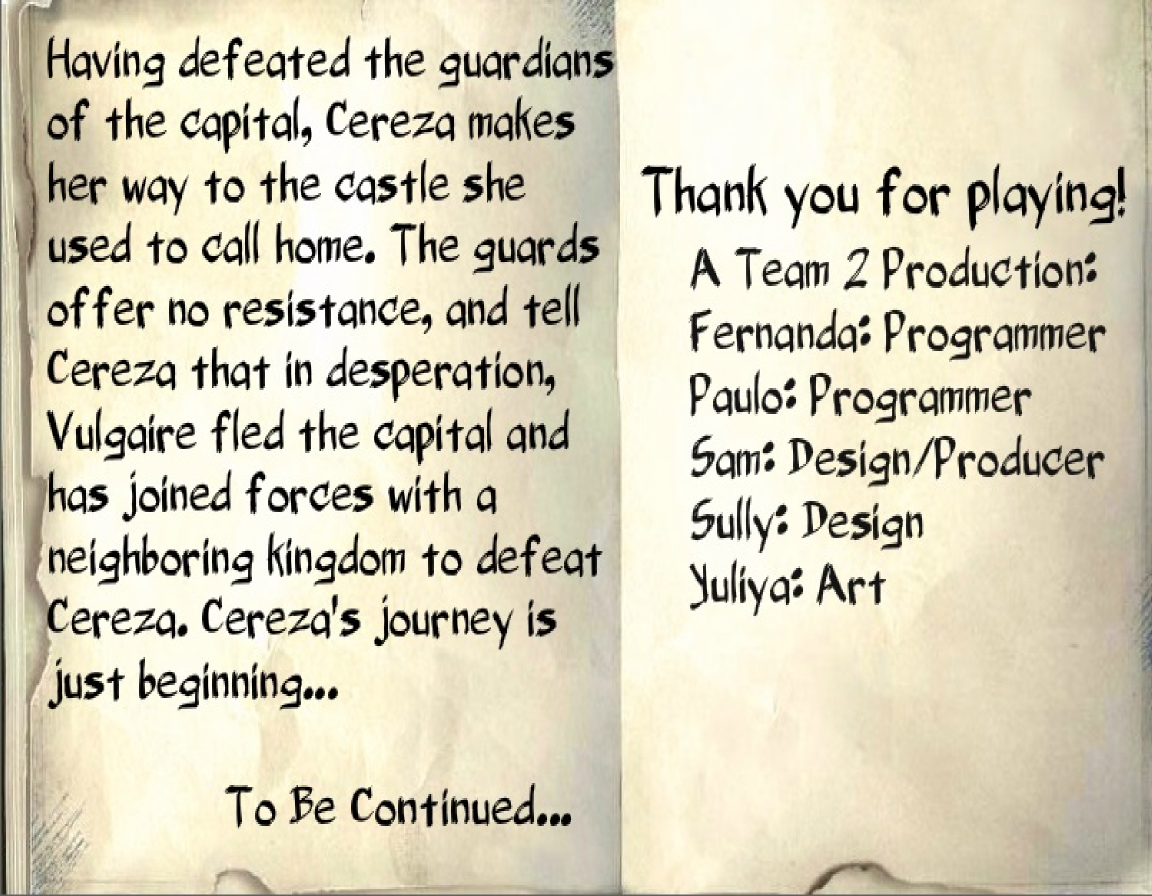 Having defeated the guardians
of the capital, Cereza makes
her way to the castle she
used to call home. The guards
offer no resistance, and tell
Cereza that in desperation,
Vulgaire fled the capital and
has joined forces with a
neighboring kingdom to defeat
Cereza. Cereza's journey is
just beginning...
To Be Continued...
Thank you for playing!
A Team 2 Production:
Fernanda: Programmer
Paulo: Programmer
Sam: Design/Producer
Sully: Design
Yuliya: Art